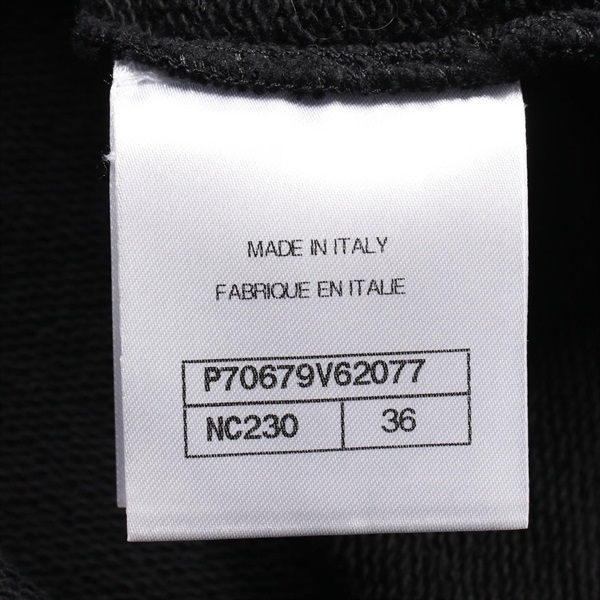 MADE IN ITALY
FABRIQUE EN ITALIE
P70679V62077
NC230 36